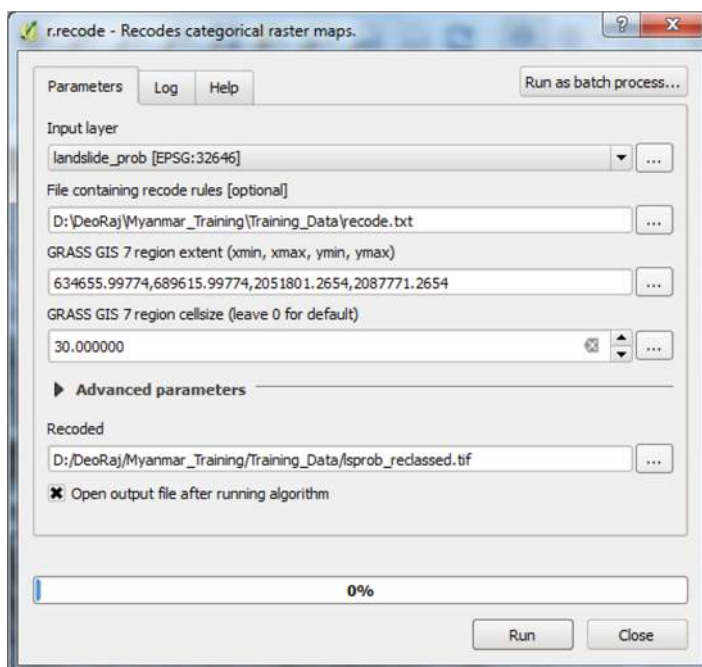 r.recode - Recodes categorical raster maps.
Parameters
Log
Help
Run as batch process...
Input layer
landslide_prob [EPSG:32646]
...
File containing recode rules [optional]
D:\DeoRaj\Myanmar_Training\Training_Data\recode.txt
...
GRASS GIS 7 region extent (xmin, xmax, ymin, ymax)
634655.99774,689615.99774,2051801.2654,2087771.2654
...
GRASS GIS 7 region cellsize (leave 0 for default)
30.000000
...
Advanced parameters
Recoded
D:/DeoRaj/Myanmar_Training/Training_Data/lsprob_reclassed.tif
...
Open output file after running algorithm
0%
Run
Close